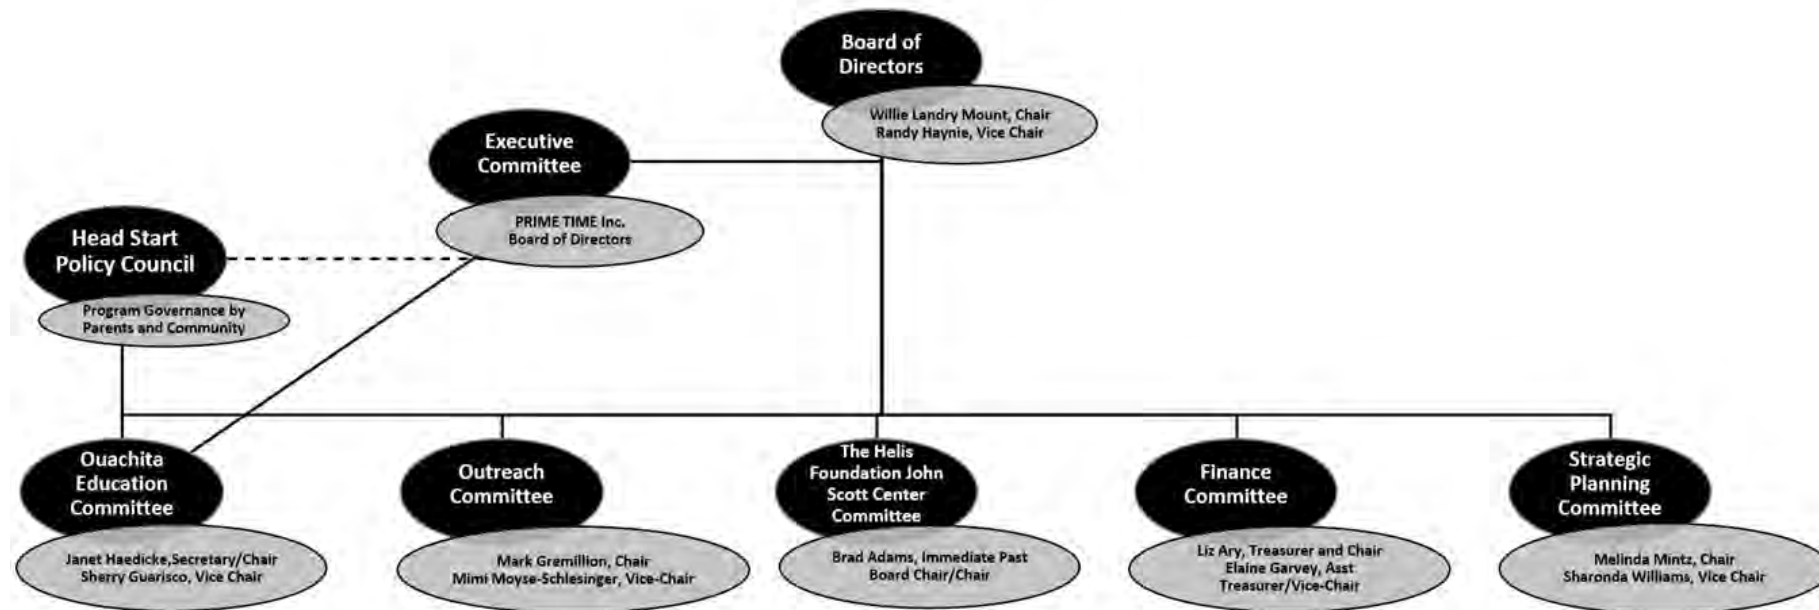 Board of
Directors
Willie Landry Mount, Chair
Randy Haynie, Vice Chair
Executive
Committee
PRIME TIME Inc.
Board of Directors
Head Start
Policy Council
Program Governance by
Parents and Community
Ouachita
Education
Committee
Janet Haedicke,Secretary/Chair
Sherry Guarisco, Vice Chair
Outreach
Committee
Mark Gremillion, Chair
Mimi Moyse-Schlesinger, Vice-Chair
The Helis
Foundation John
Scott Center
Committee
Brad Adams, Immediate Past
Board Chair/Chair
Finance
Committee
Liz Ary, Treasurer and Chair
Elaine Garvey, Asst
Treasurer/Vice-Chair
Strategic
Planning
Committee
Melinda Mintz, Chair
Sharonda Williams, Vice Chair